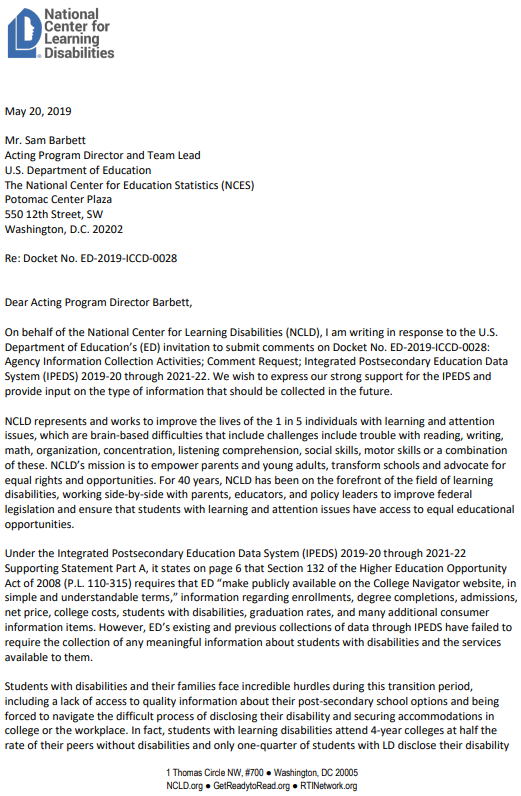 National
Center for
Learning
Disabilities
May 20, 2019
Mr. Sam Barbett
Acting Program Director and Team Lead
U.S. Department of Education
The National Center for Education Statistics (NCES)
Potomac Center Plaza
550 12th Street, SW
Washington, D.C. 20202
Re: Docket No. ED-2019-ICCD-0028
Dear Acting Program Director Barbett,
On behalf of the National Center for Learning Disabilities (NCLD), I am writing in response to the U.S.
Department of Education's (ED) invitation to submit comments on Docket No. ED-2019-ICCD-0028:
Agency Information Collection Activities; Comment Request; Integrated Postsecondary Education Data
System (IPEDS) 2019-20 through 2021-22. We wish to express our strong support for the IPEDS and
provide input on the type of information that should be collected in the future.
NCLD represents and works to improve the lives of the 1 in 5 individuals with learning and attention
issues, which are brain-based difficulties that include challenges include trouble with reading, writing,
math, organization, concentration, listening comprehension, social skills, motor skills or a combination
of these. NCLD's mission is to empower parents and young adults, transform schools and advocate for
equal rights and opportunities. For 40 years, NCLD has been on the forefront of the field of learning
disabilities, working side-by-side with parents, educators, and policy leaders to improve federal
legislation and ensure that students with learning and attention issues have access to equal educational
opportunities.
Under the Integrated Postsecondary Education Data System (IPEDS) 2019-20 through 2021-22
Supporting Statement Part A, it states on page 6 that Section 132 of the Higher Education Opportunity
Act of 2008 (P.L. 110-315) requires that ED "make publicly available on the College Navigator website, in
simple and understandable terms," information regarding enrollments, degree completions, admissions,
net price, college costs, students with disabilities, graduation rates, and many additional consumer
information items. However, ED's existing and previous collections of data through IPEDS have failed to
require the collection of any meaningful information about students with disabilities and the services
available to them.
Students with disabilities and their families face incredible hurdles during this transition period,
including a lack of access to quality information about their post-secondary school options and being
forced to navigate the difficult process of disclosing their disability and securing accommodations in
college or the workplace. In fact, students with learning disabilities attend 4-year colleges at half the
rate of their peers without disabilities and only one-quarter of students with LD disclose their disability
1 Thomas Circle NW, #700 ● Washington, DC 20005
NCLD.org ● GetReadytoRead.org ● RTINetwork.org